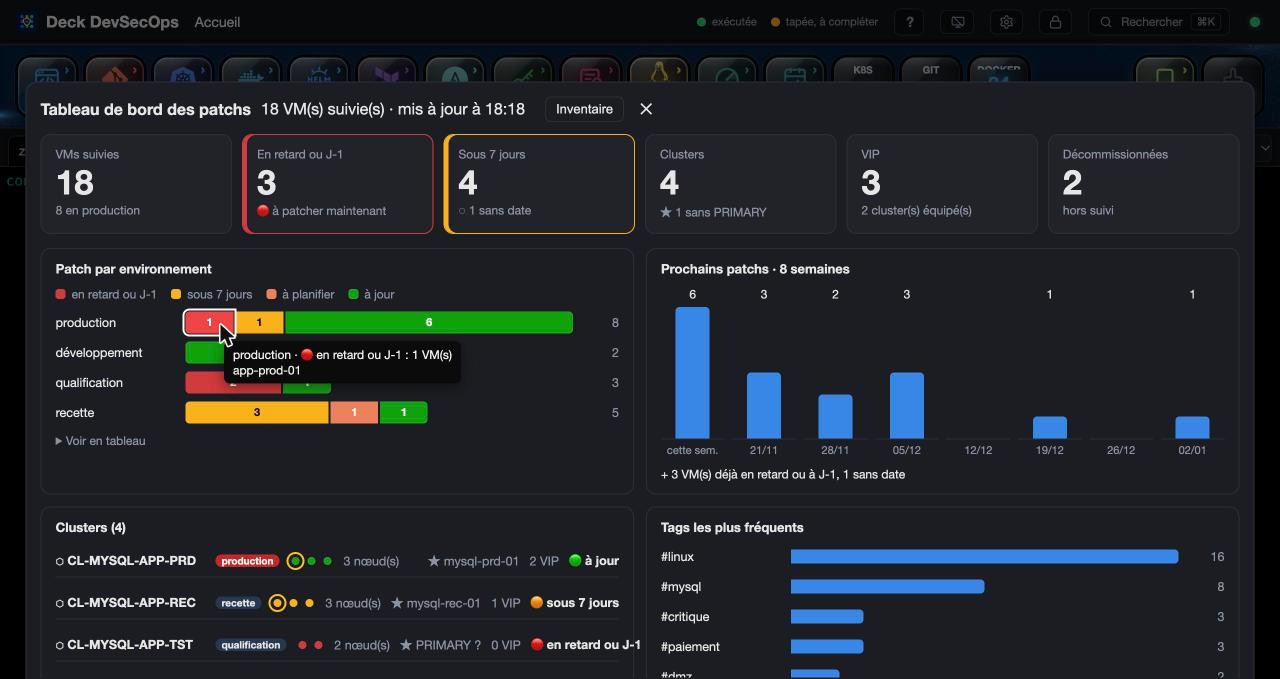 Deck DevSecOps Accueil
exécutée tapée, à compléter ? Rechercher ⌘K
HELM K8S GIT DOCKER
Tableau de bord des patchs 18 VM(s) suivie(s) · mis à jour à 18:18 Inventaire
VMs suivies
18
8 en production
En retard ou J-1
3
à patcher maintenant
Sous 7 jours
4
1 sans date
Clusters
4
★ 1 sans PRIMARY
VIP
3
2 cluster(s) équipé(s)
Décommissionnées
2
hors suivi
Patch par environnement
en retard ou J-1 sous 7 jours à planifier à jour
production 1 1 6 8
développement 2
production · 🔴 en retard ou J-1 : 1 VM(s)
app-prod-01
qualification 3
recette 3 1 1 5
▶ Voir en tableau
Prochains patchs · 8 semaines
6 3 2 3 1 1
cette sem. 21/11 28/11 05/12 12/12 19/12 26/12 02/01
+ 3 VM(s) déjà en retard ou à J-1, 1 sans date
Clusters (4)
CL-MYSQL-APP-PRD production 3 nœud(s) ★ mysql-prd-01 2 VIP à jour
CL-MYSQL-APP-REC recette 3 nœud(s) ★ mysql-rec-01 1 VIP sous 7 jours
CL-MYSQL-APP-TST qualification 2 nœud(s) ★ PRIMARY ? 0 VIP en retard ou J-1
Tags les plus fréquents
#linux 16
#mysql 8
#critique 3
#paiement 3
#dmz 2